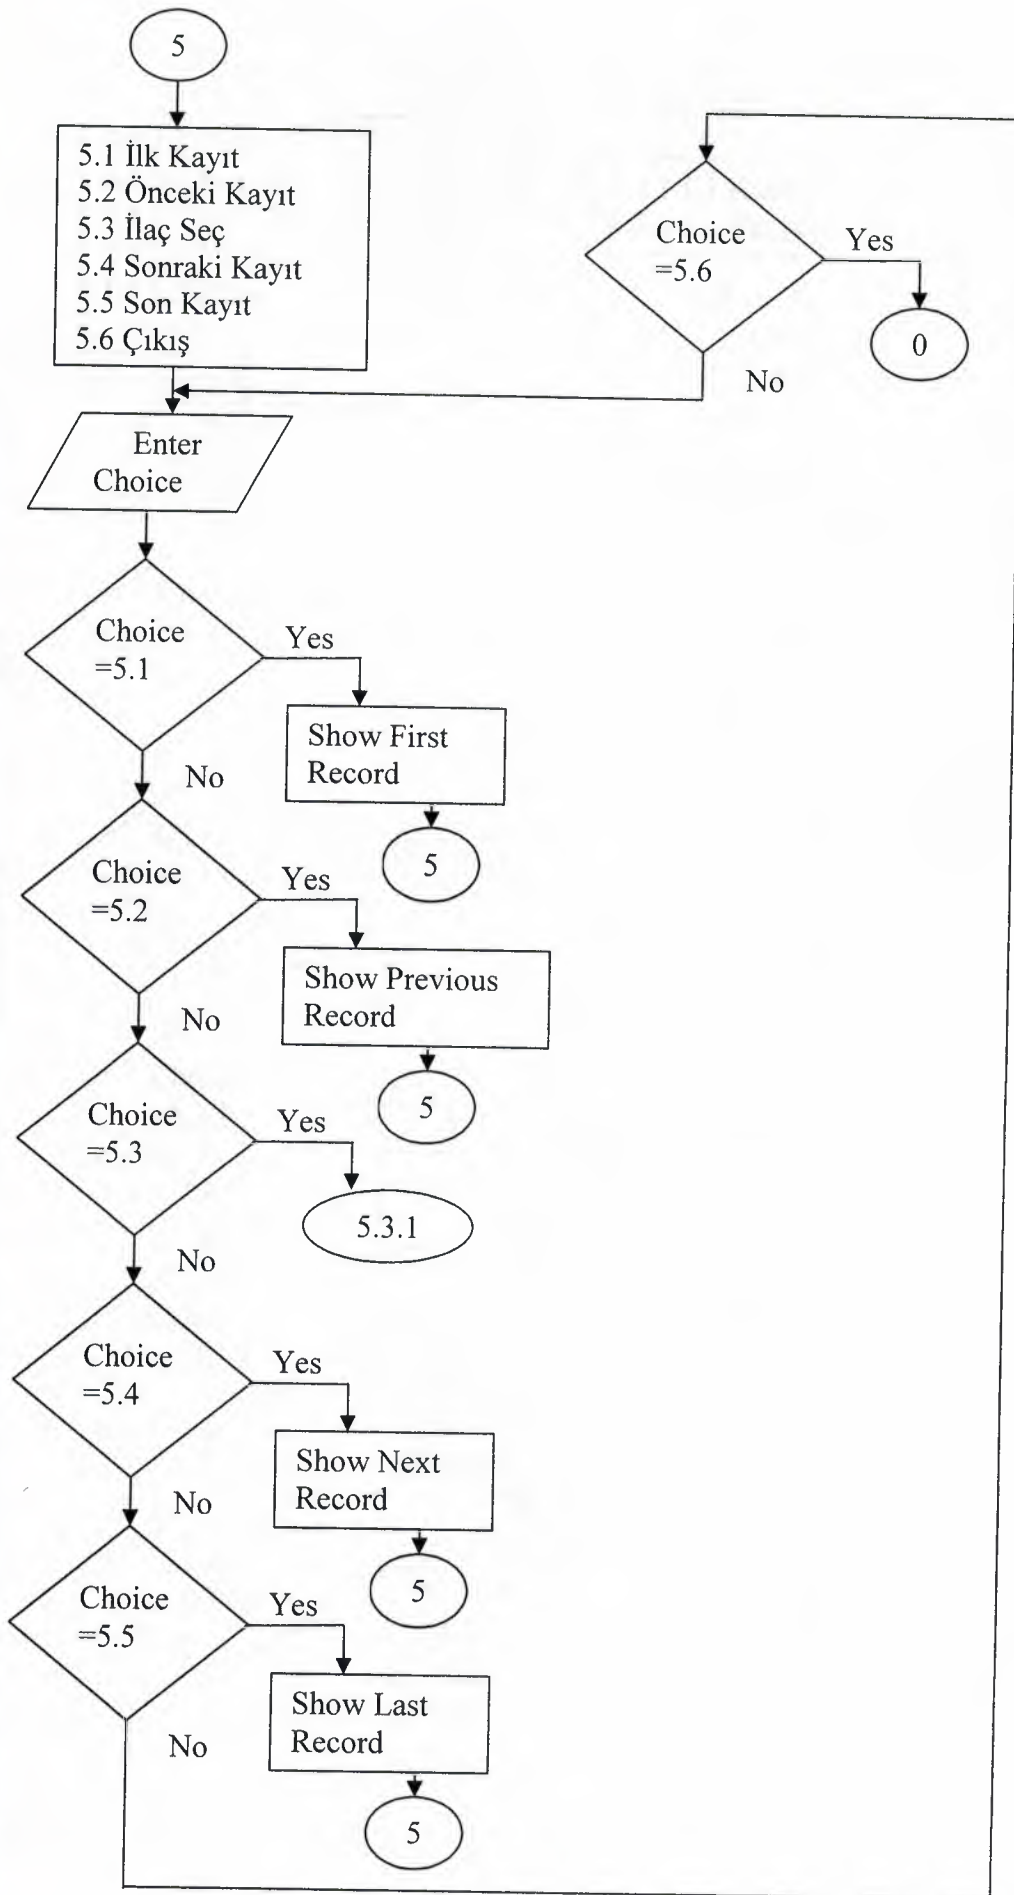 5
5.1 İlk Kayıt
5.2 Önceki Kayıt
5.3 İlaç Seç
5.4 Sonraki Kayıt
5.5 Son Kayıt
5.6 Çıkış
Choice
=5.6
Yes
0
No
Enter
Choice
Choice
=5.1
Yes
Show First
Record
No
5
Choice
=5.2
Yes
Show Previous
Record
No
5
Choice
=5.3
Yes
5.3.1
No
Choice
=5.4
Yes
Show Next
Record
No
5
Choice
=5.5
Yes
Show Last
Record
No
5